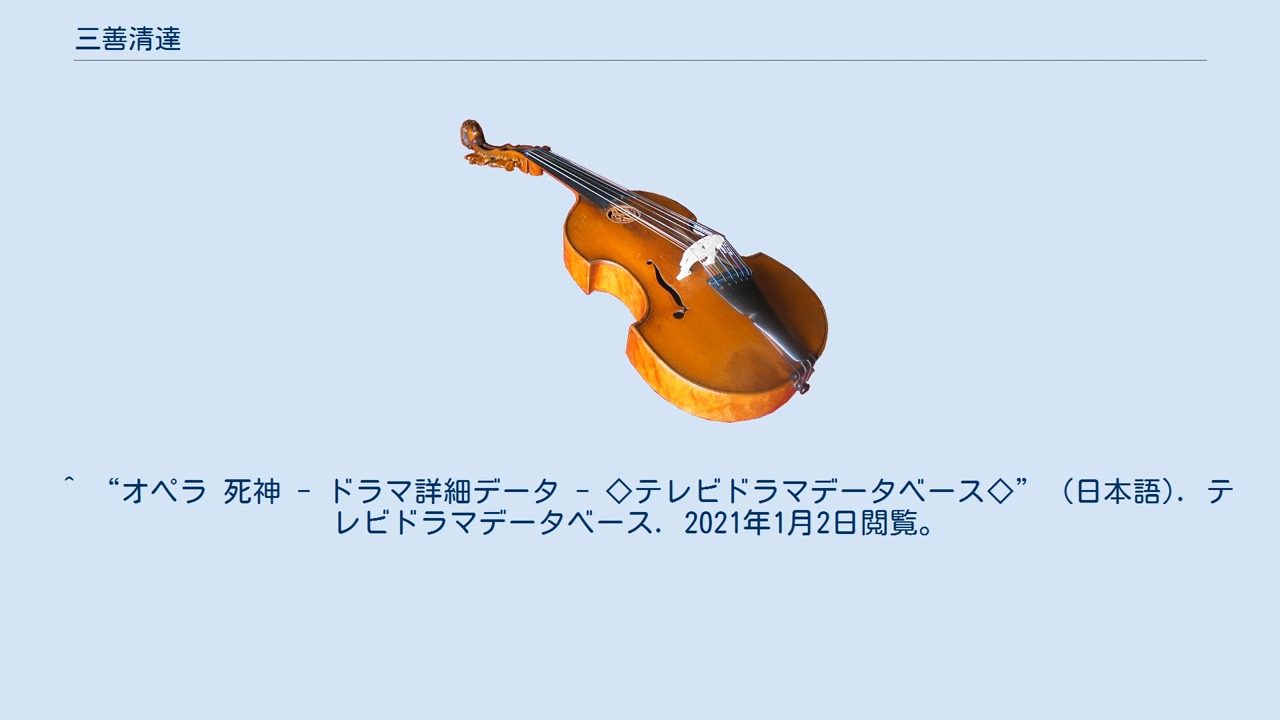 三善清達
^ “オペラ 死神 - ドラマ詳細データ - ◇テレビドラマデータベース◇” (日本語). テ
レビドラマデータベース. 2021年1月2日閲覧。